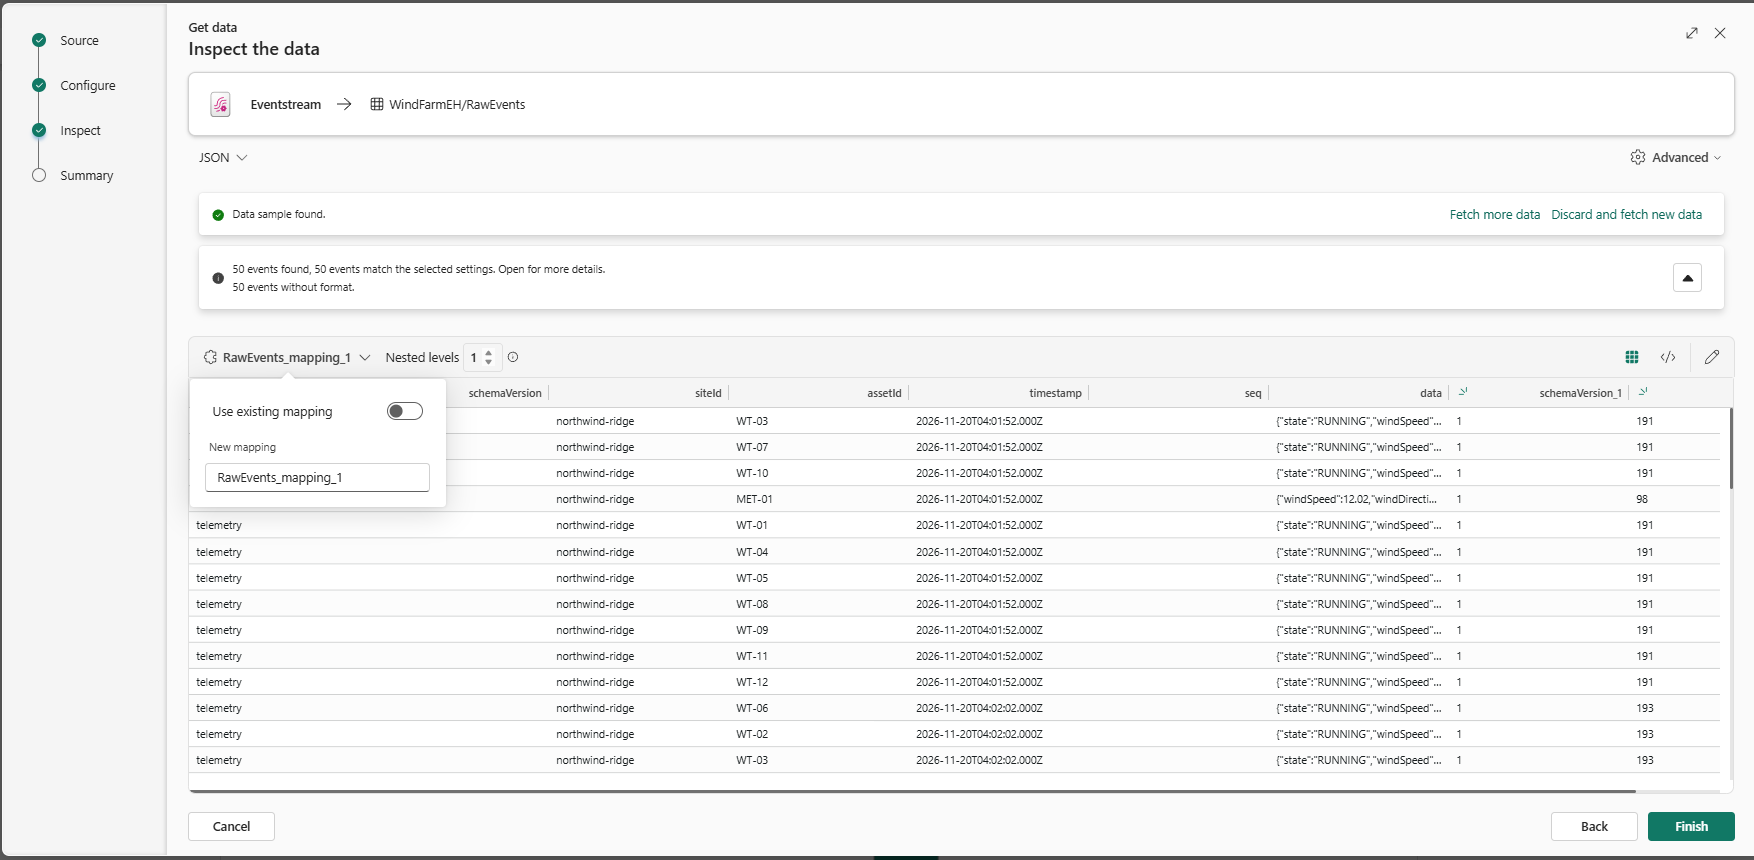 Source
Configure
Inspect
Summary
Get data
Inspect the data
Eventstream WindFarmEH/RawEvents
JSON
Advanced
Data sample found.
Fetch more data Discard and fetch new data
50 events found, 50 events match the selected settings. Open for more details.
50 events without format.
RawEvents_mapping_1 Nested levels 1
Use existing mapping
New mapping
RawEvents_mapping_1
schemaVersion siteId assetId timestamp seq data schemaVersion_1
northwind-ridge WT-03 2026-11-20T04:01:52.000Z {"state":"RUNNING","windSpeed"... 1 191
northwind-ridge WT-07 2026-11-20T04:01:52.000Z {"state":"RUNNING","windSpeed"... 1 191
northwind-ridge WT-10 2026-11-20T04:01:52.000Z {"state":"RUNNING","windSpeed"... 1 191
northwind-ridge MET-01 2026-11-20T04:01:52.000Z {"windSpeed":12.02,"windDirecti... 1 98
telemetry northwind-ridge WT-01 2026-11-20T04:01:52.000Z {"state":"RUNNING","windSpeed"... 1 191
telemetry northwind-ridge WT-04 2026-11-20T04:01:52.000Z {"state":"RUNNING","windSpeed"... 1 191
telemetry northwind-ridge WT-05 2026-11-20T04:01:52.000Z {"state":"RUNNING","windSpeed"... 1 191
telemetry northwind-ridge WT-08 2026-11-20T04:01:52.000Z {"state":"RUNNING","windSpeed"... 1 191
telemetry northwind-ridge WT-09 2026-11-20T04:01:52.000Z {"state":"RUNNING","windSpeed"... 1 191
telemetry northwind-ridge WT-11 2026-11-20T04:01:52.000Z {"state":"RUNNING","windSpeed"... 1 191
telemetry northwind-ridge WT-12 2026-11-20T04:01:52.000Z {"state":"RUNNING","windSpeed"... 1 191
telemetry northwind-ridge WT-06 2026-11-20T04:02:02.000Z {"state":"RUNNING","windSpeed"... 1 193
telemetry northwind-ridge WT-02 2026-11-20T04:02:02.000Z {"state":"RUNNING","windSpeed"... 1 193
telemetry northwind-ridge WT-03 2026-11-20T04:02:02.000Z {"state":"RUNNING","windSpeed"... 1 193
Cancel
Back
Finish